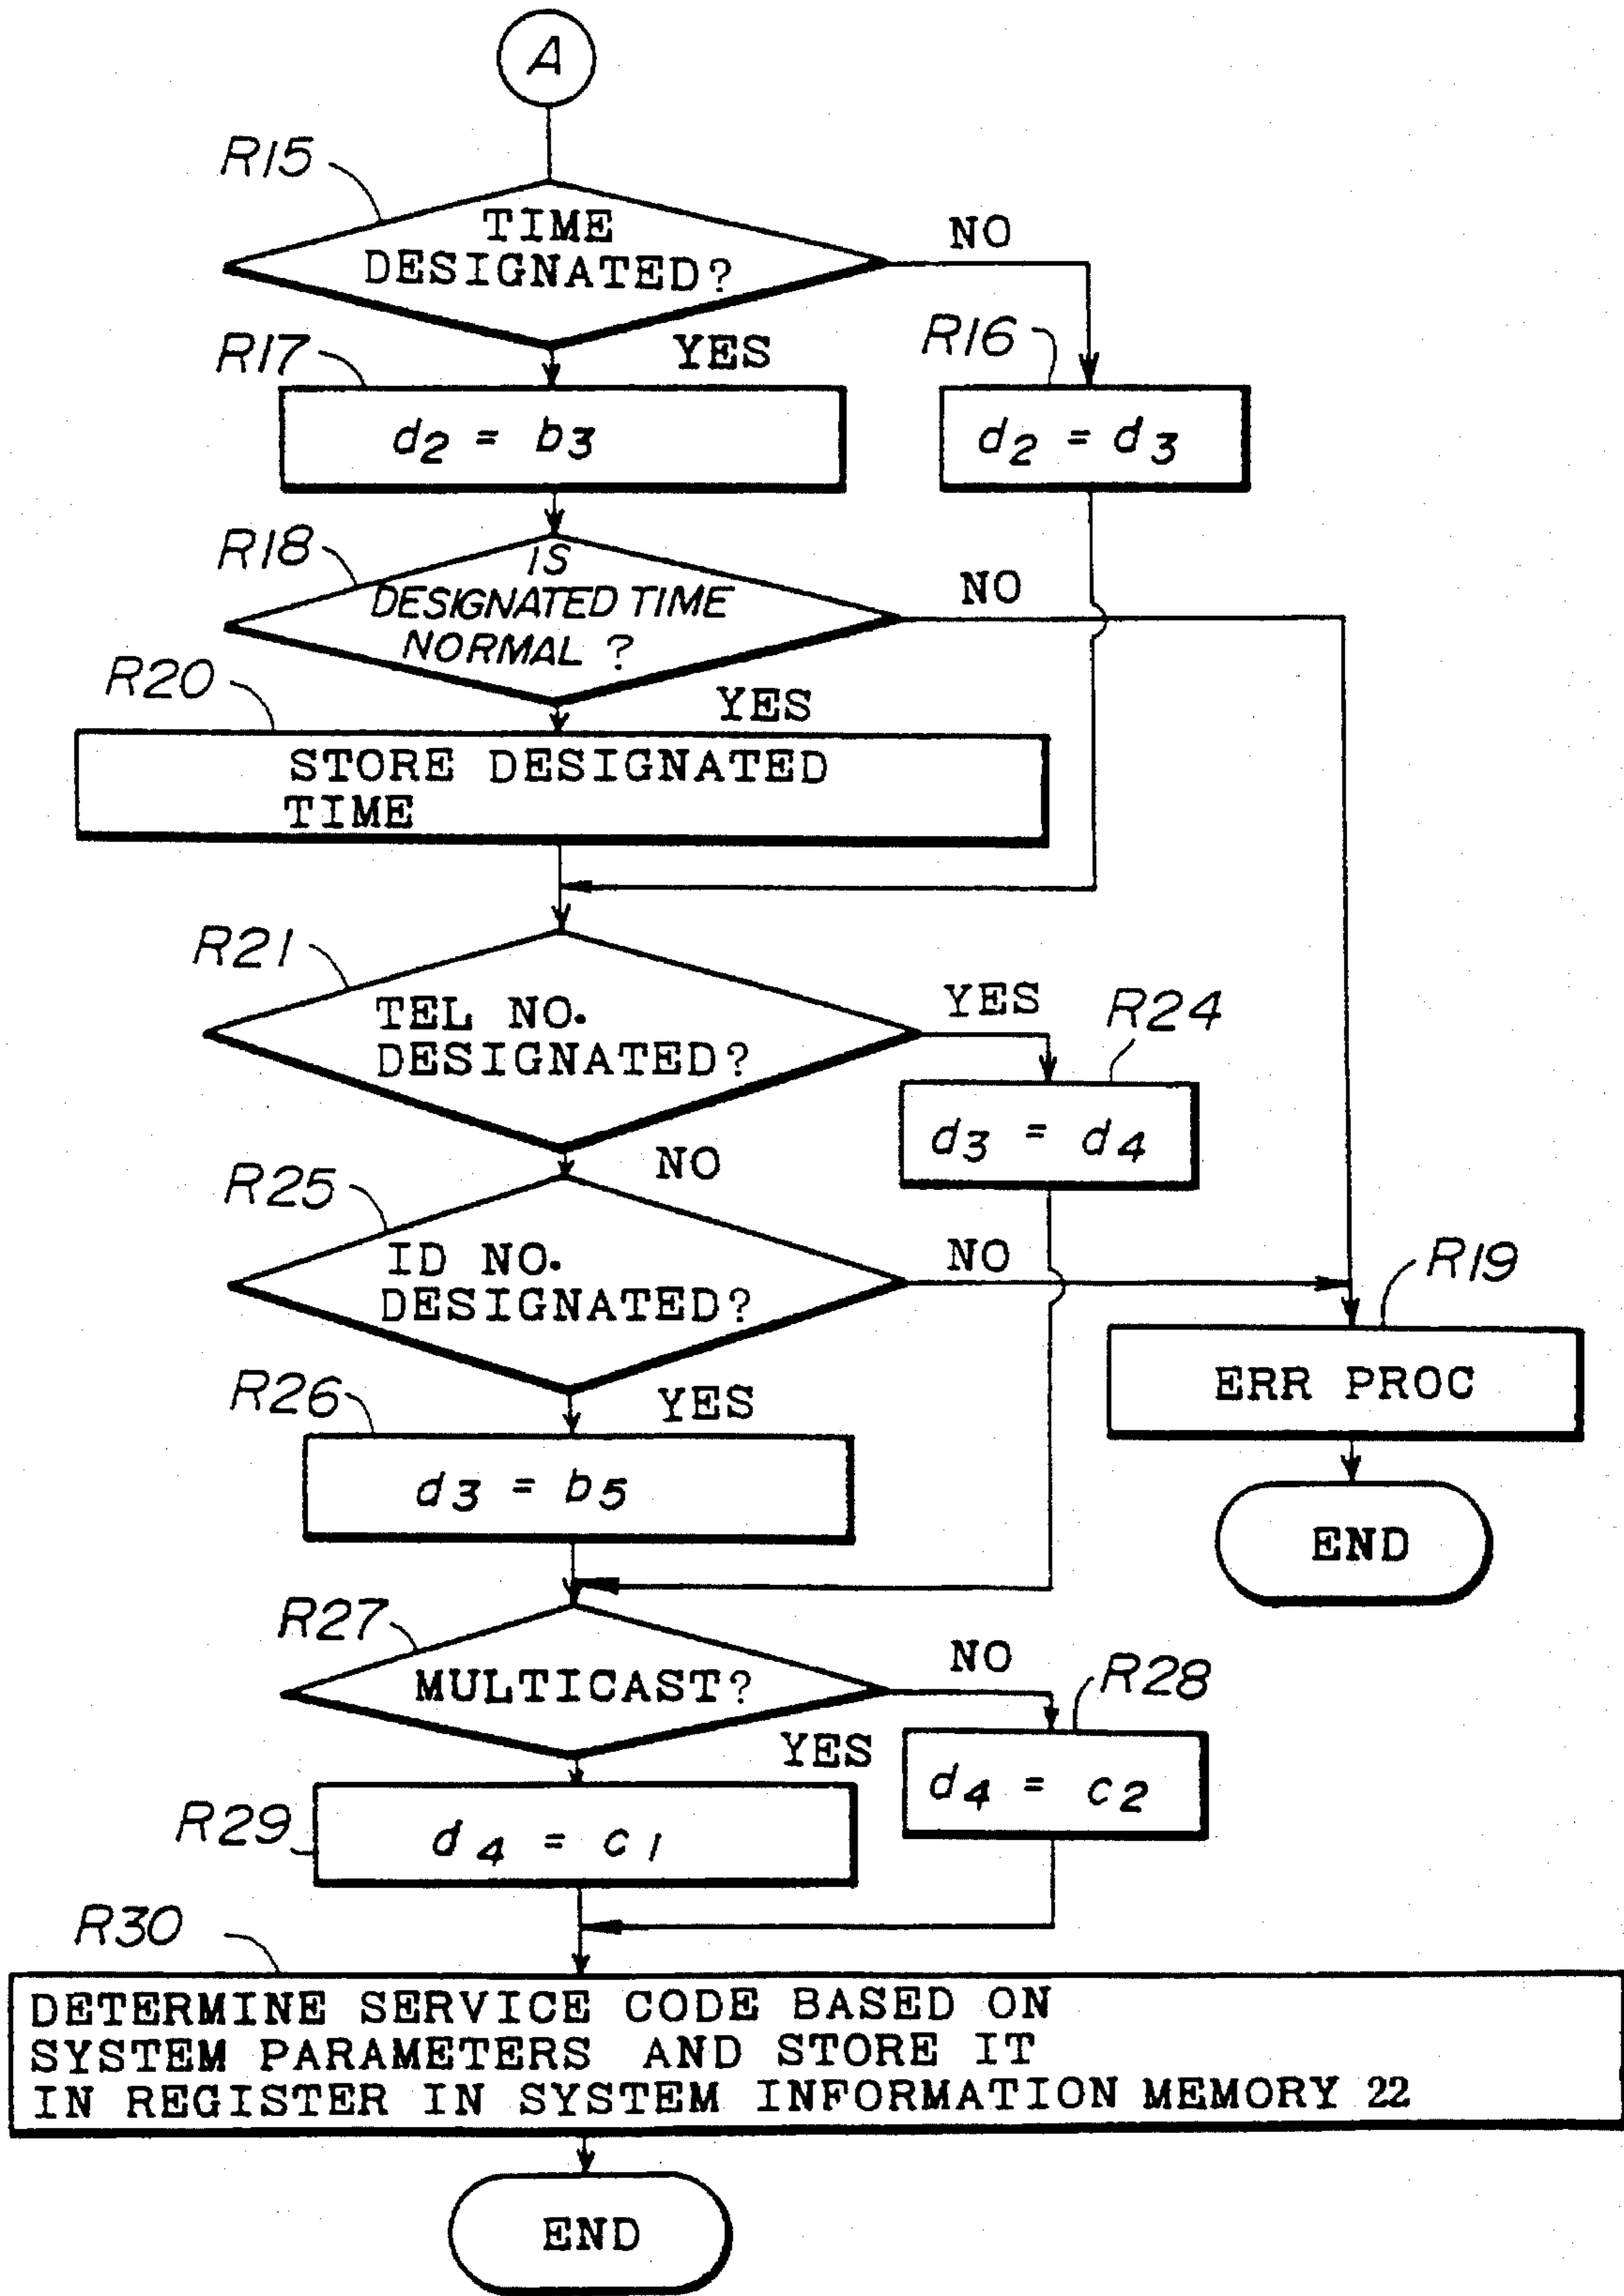 A
R15
TIME
DESIGNATED?
NO
R17
YES
R16
d2 = b3
d2 = d3
R18
IS
DESIGNATED TIME
NORMAL ?
NO
R20
YES
STORE DESIGNATED
TIME
R21
TEL NO.
DESIGNATED?
YES
R24
d3 = d4
NO
R25
ID NO.
DESIGNATED?
NO
R19
ERR PROC
R26
YES
d3 = b5
END
R27
MULTICAST?
NO
R28
YES
d4 = c2
R29
d4 = c1
R30
DETERMINE SERVICE CODE BASED ON
SYSTEM PARAMETERS AND STORE IT
IN REGISTER IN SYSTEM INFORMATION MEMORY 22
END